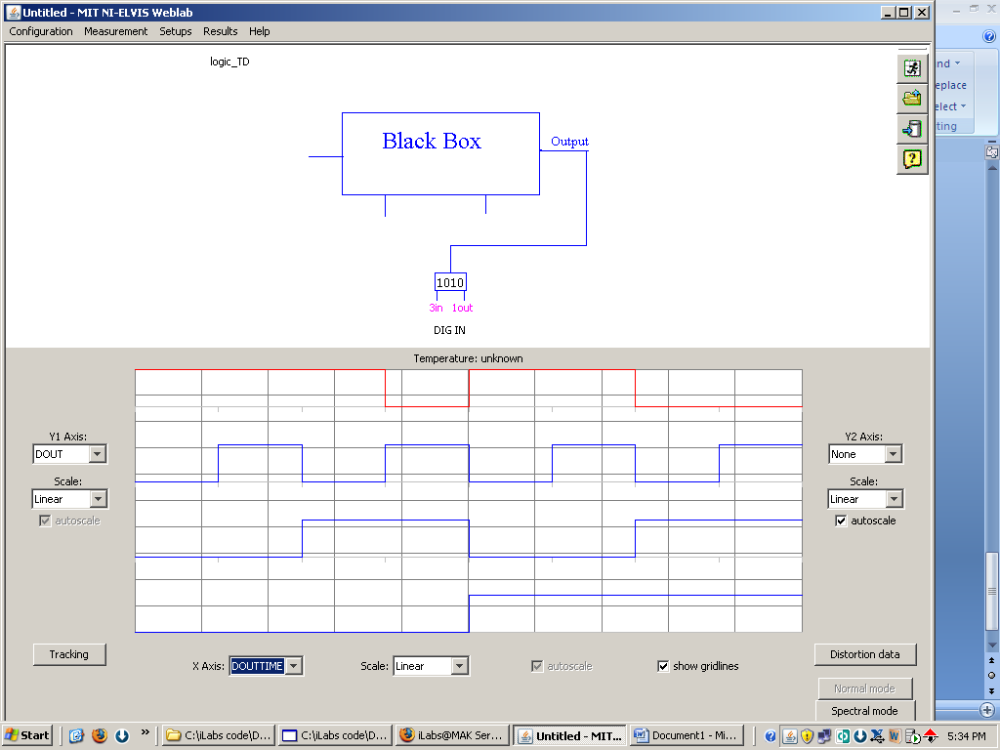 Untitled - MIT NI-ELVIS Weblab
Configuration Measurement Setups Results Help
logic_TD
nd
eplace
elect
ting
Black Box
Output
1010
3in 1out
DIG IN
Temperature: unknown
Y1 Axis:
DOUT
Scale:
Linear
autoscale
Y2 Axis:
None
Scale:
Linear
autoscale
Tracking
X Axis: DOUTTIME
Scale: Linear
autoscale
show gridlines
Distortion data
Normal mode
Spectral mode
Start
»
C:\iLabs code\D...
C:\iLabs code\D...
iLabs@MAK Ser...
Untitled - MIT...
Document1 - Mi...
5:34 PM